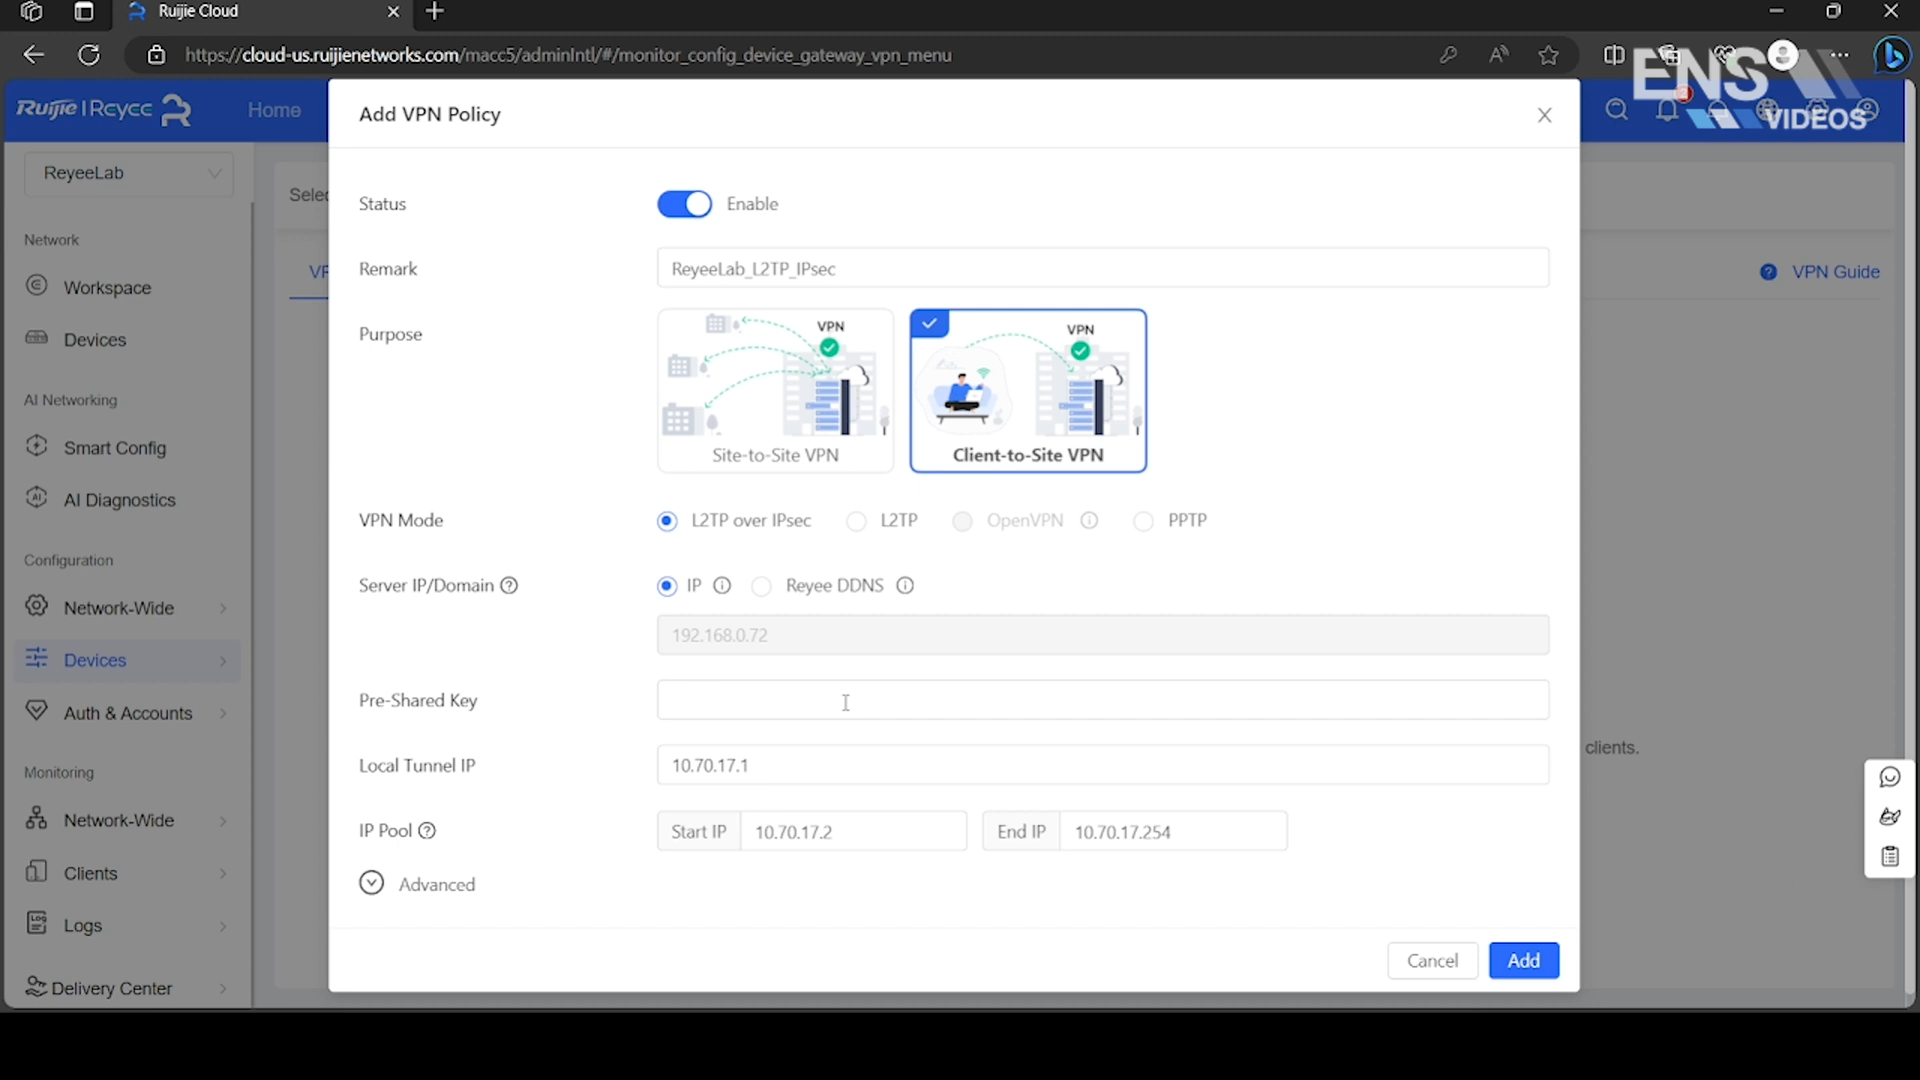 Ruijie Cloud
https://cloud-us.ruijienetworks.com/macc5/adminIntl/#/monitor_config_device_gateway_vpn_menu
ENS
VIDEOS
Ruijie | Reyee
Home
ReyeeLab
Network
Workspace
Devices
AI Networking
Smart Config
AI Diagnostics
Configuration
Network-Wide
Devices
Auth & Accounts
Monitoring
Network-Wide
Clients
Logs
Delivery Center
Add VPN Policy
Status
Enable
Remark
ReyeeLab_L2TP_IPsec
Purpose
VPN
Site-to-Site VPN
VPN
Client-to-Site VPN
VPN Mode
L2TP over IPsec
L2TP
OpenVPN
PPTP
Server IP/Domain
IP
Reyee DDNS
192.168.0.72
Pre-Shared Key
Local Tunnel IP
10.70.17.1
IP Pool
Start IP 10.70.17.2
End IP 10.70.17.254
Advanced
Cancel
Add
VPN Guide
clients.